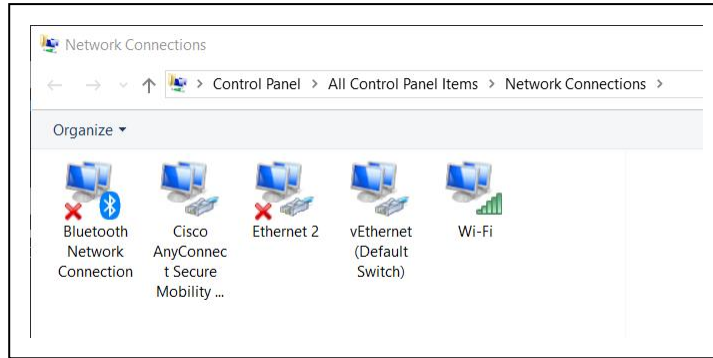 Network Connections
Control Panel > All Control Panel Items > Network Connections >
Organize
Bluetooth
Network
Connection
Cisco
AnyConnec
t Secure
Mobility ...
Ethernet 2
vEthernet
(Default
Switch)
Wi-Fi